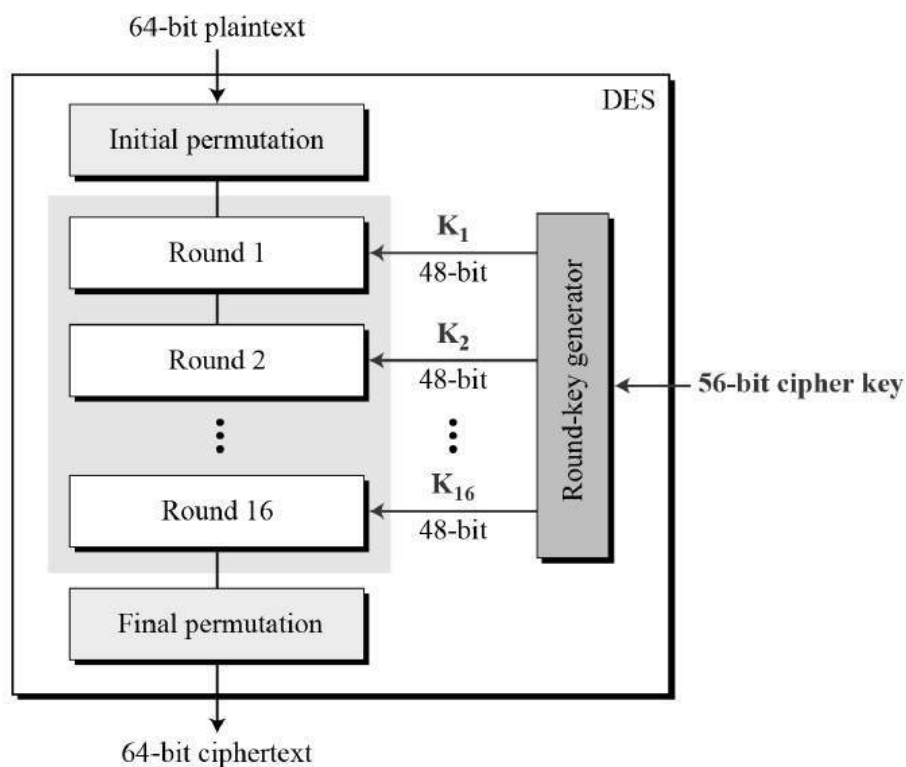 64-bit plaintext
DES
Initial permutation
K1
Round 1
48-bit
K2
Round 2
48-bit
Round-key generator
56-bit cipher key
K16
Round 16
48-bit
Final permutation
64-bit ciphertext